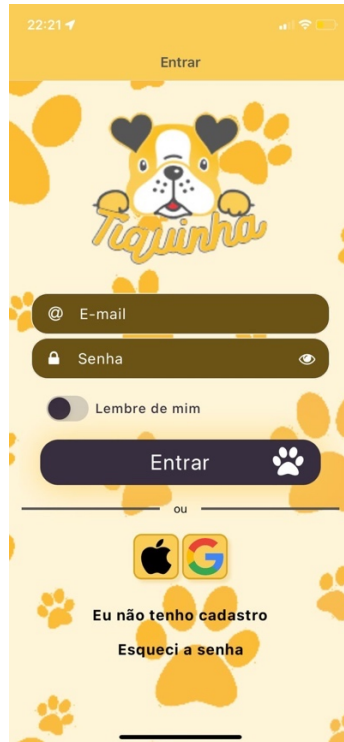 22:21
Entrar
Tiquinha
@ E-mail
Senha
Lembre de mim
Entrar
ou
Eu não tenho cadastro
Esqueci a senha